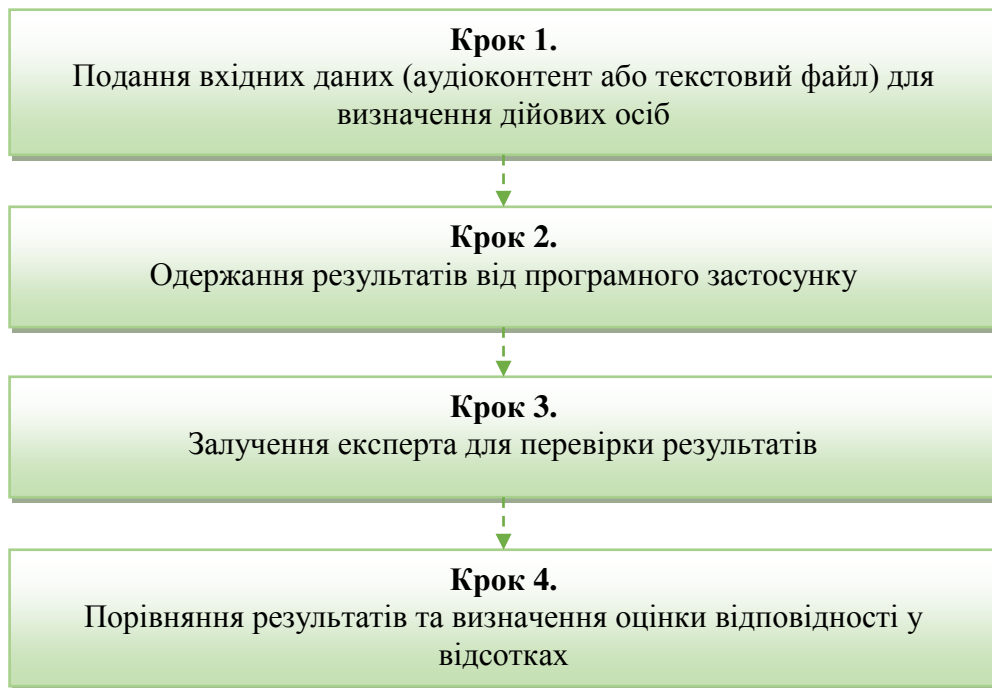 Крок 1.
Подання вхідних даних (аудіоконтент або текстовий файл) для
визначення дійових осіб
Крок 2.
Одержання результатів від програмного застосунку
Крок 3.
Залучення експерта для перевірки результатів
Крок 4.
Порівняння результатів та визначення оцінки відповідності у
відсотках